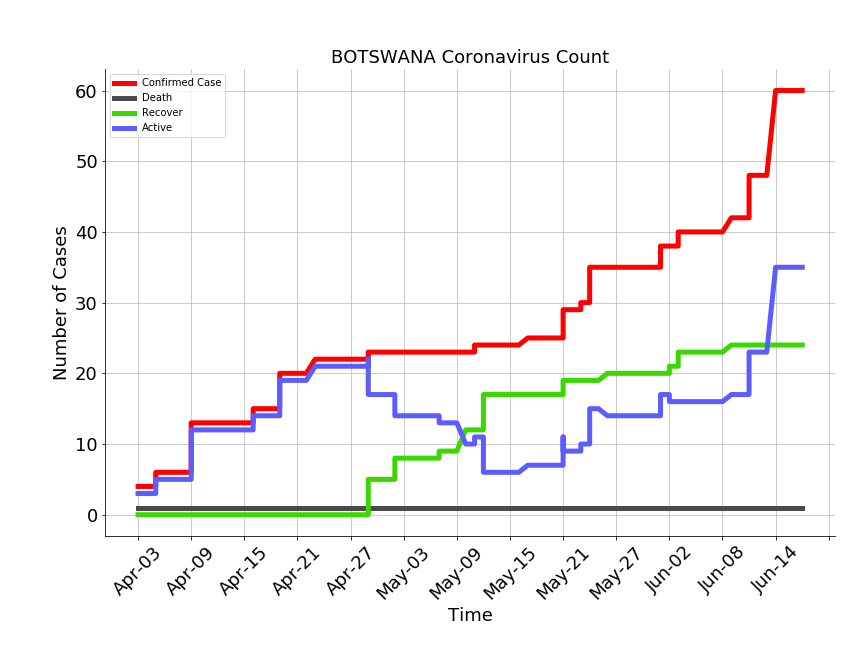 BOTSWANA Coronavirus Count
Confirmed Case
Death
Recover
Active
60
50
40
30
20
10
0
Number of Cases
Apr-03
Apr-09
Apr-15
Apr-21
Apr-27
May-03
May-09
May-15
May-21
May-27
Jun-02
Jun-08
Jun-14
Time